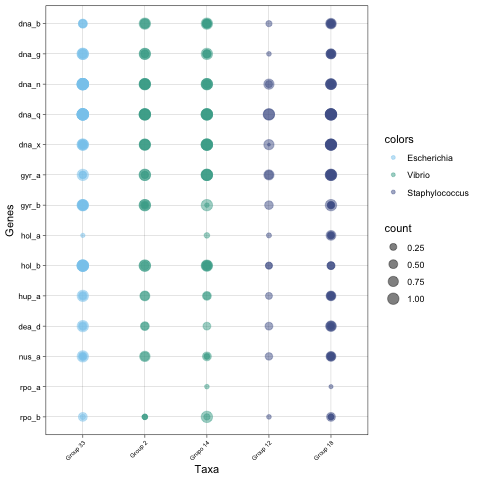 dna_b
dna_g
dna_n
dna_q
dna_x
gyr_a
gyr_b
hol_a
hol_b
hup_a
dea_d
nus_a
rpo_a
rpo_b
Genes
Group 33
Group 2
Grupo 14
Group 12
Group 18
Taxa
colors
Escherichia
Vibrio
Staphylococcus
count
0.25
0.50
0.75
1.00